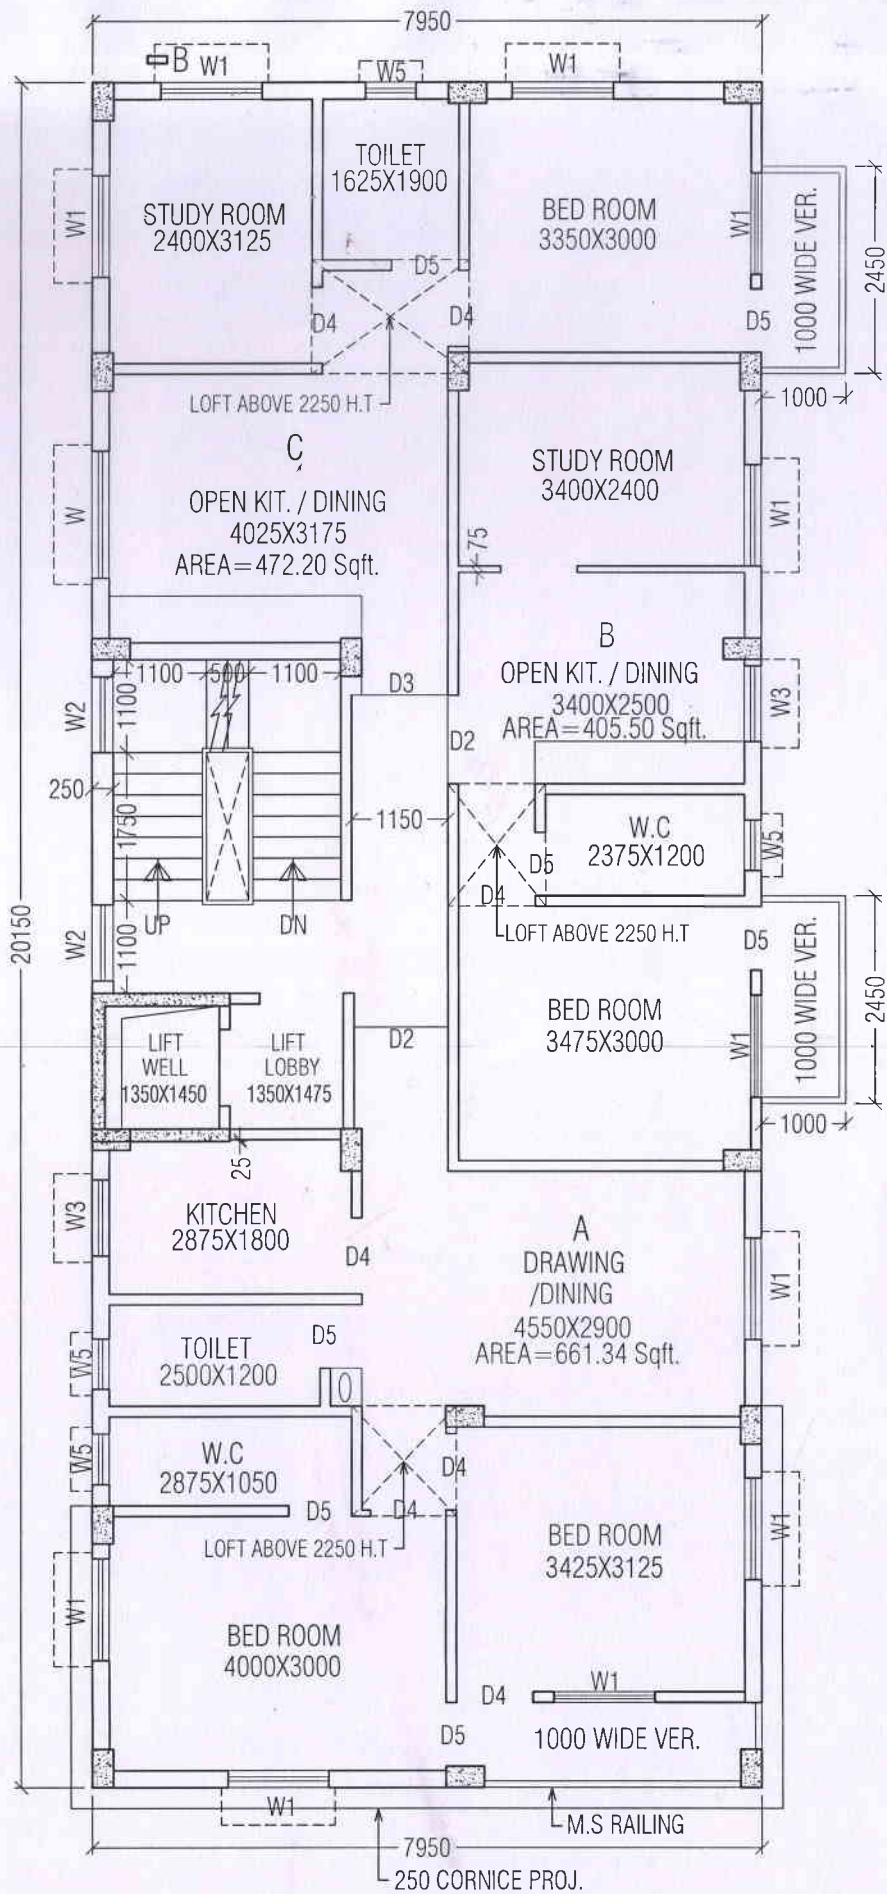 7950
B
W1
W5
W1
TOILET
1625X1900
STUDY ROOM
2400X3125
BED ROOM
3350X3000
W1
W1
1000 WIDE VER.
2450
D5
D4
D4
D5
LOFT ABOVE 2250 H.T
1000
C
OPEN KIT. / DINING
4025X3175
AREA=472.20 Sqft.
W
STUDY ROOM
3400X2400
W1
75
B
OPEN KIT. / DINING
3400X2500
AREA=405.50 Sqft.
W3
1100
500
1100
D3
W2
1100
D2
250
1750
1150
W.C
2375X1200
W5
D5
D4
UP
DN
LOFT ABOVE 2250 H.T
W2
1100
20150
D5
1000 WIDE VER.
2450
BED ROOM
3475X3000
W1
D2
LIFT
WELL
1350X1450
LIFT
LOBBY
1350X1475
1000
25
KITCHEN
2875X1800
W3
D4
A
DRAWING
/DINING
4550X2900
AREA=661.34 Sqft.
W1
TOILET
2500X1200
D5
W5
W.C
2875X1050
W5
D4
D5
D4
LOFT ABOVE 2250 H.T
BED ROOM
3425X3125
W1
W1
BED ROOM
4000X3000
D4
W1
D5
1000 WIDE VER.
W1
M.S RAILING
7950
250 CORNICE PROJ.